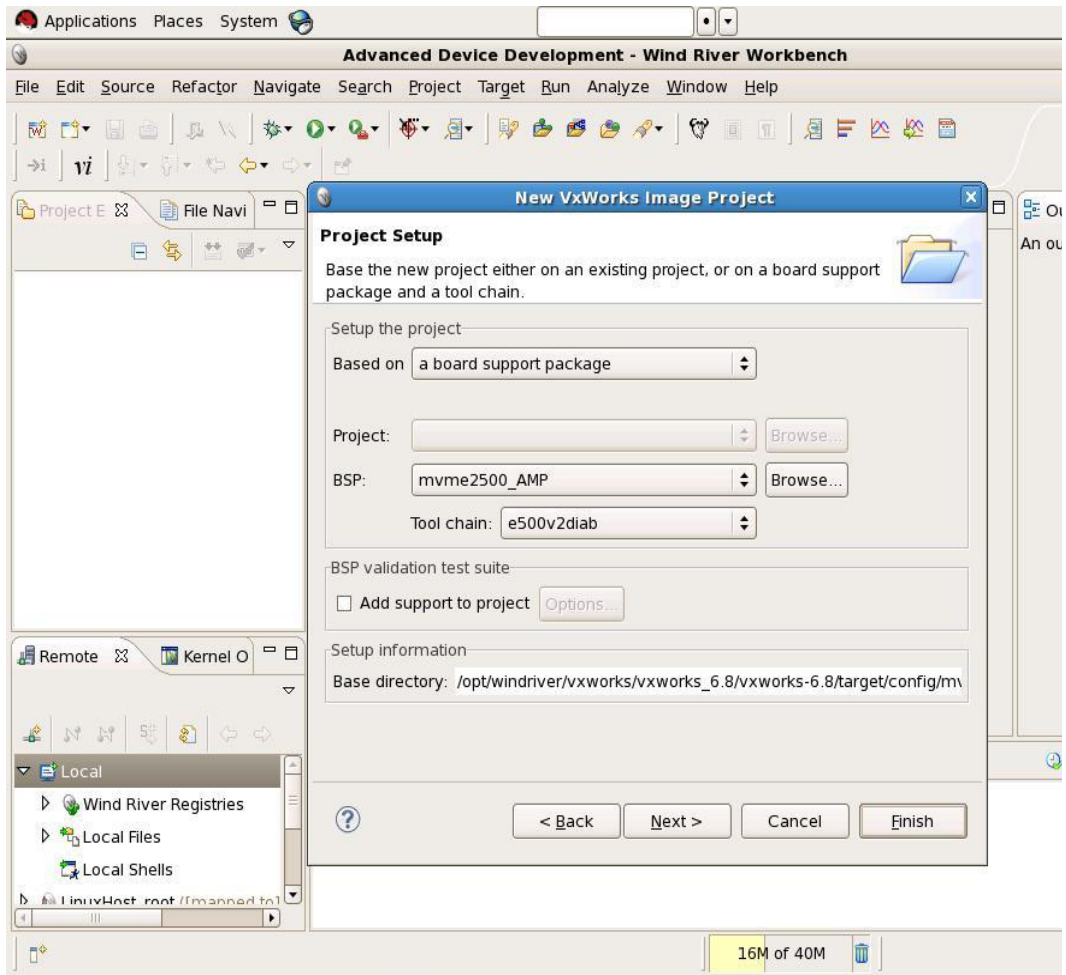 Applications Places System
Advanced Device Development - Wind River Workbench
File Edit Source Refactor Navigate Search Project Target Run Analyze Window Help
vi
Project E
File Navi
New VxWorks Image Project
Project Setup
Base the new project either on an existing project, or on a board support
package and a tool chain.
Ou
An ou
Setup the project
Based on a board support package
Project: Browse...
BSP: mvme2500_AMP Browse...
Tool chain: e500v2diab
BSP validation test suite
Add support to project Options...
Setup information
Base directory: /opt/windriver/vxworks/vxworks_6.8/vxworks-6.8/target/config/mv
< Back Next > Cancel Finish
Remote
Kernel O
Local
Wind River Registries
Local Files
Local Shells
LinuxHost_root ([mapped to]
16M of 40M